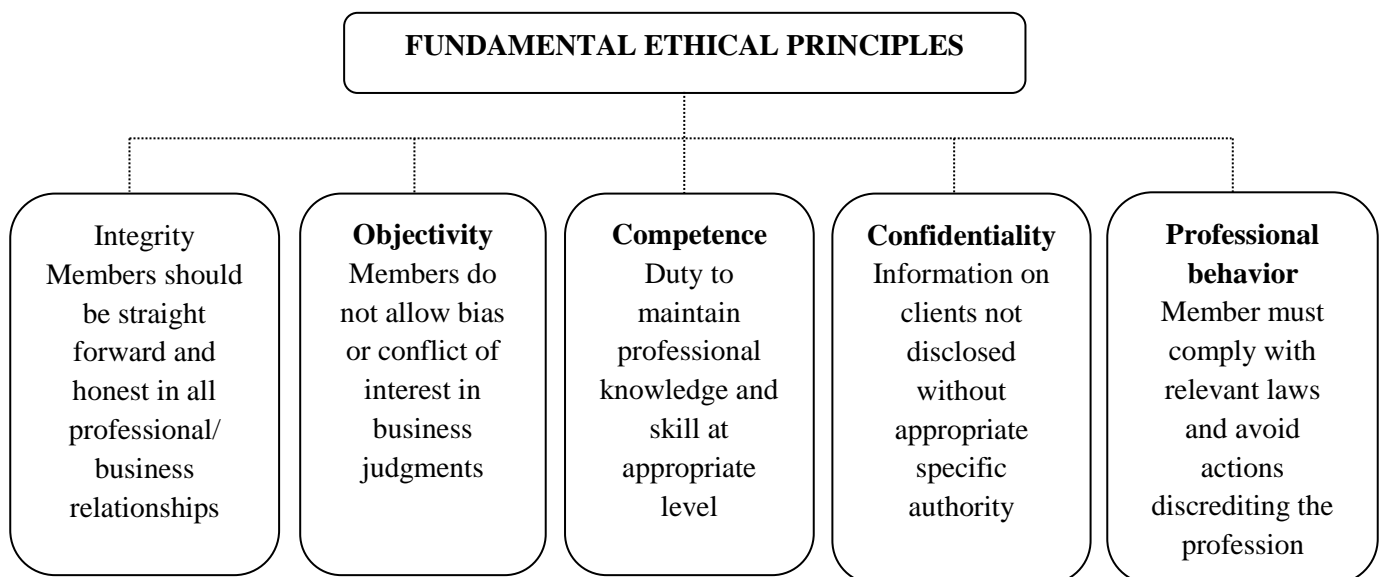 FUNDAMENTAL ETHICAL PRINCIPLES
Integrity
Members should
be straight
forward and
honest in all
professional/
business
relationships
Objectivity
Members do
not allow bias
or conflict of
interest in
business
judgments
Competence
Duty to
maintain
professional
knowledge and
skill at
appropriate
level
Confidentiality
Information on
clients not
disclosed
without
appropriate
specific
authority
Professional
behavior
Member must
comply with
relevant laws
and avoid
actions
discrediting the
profession